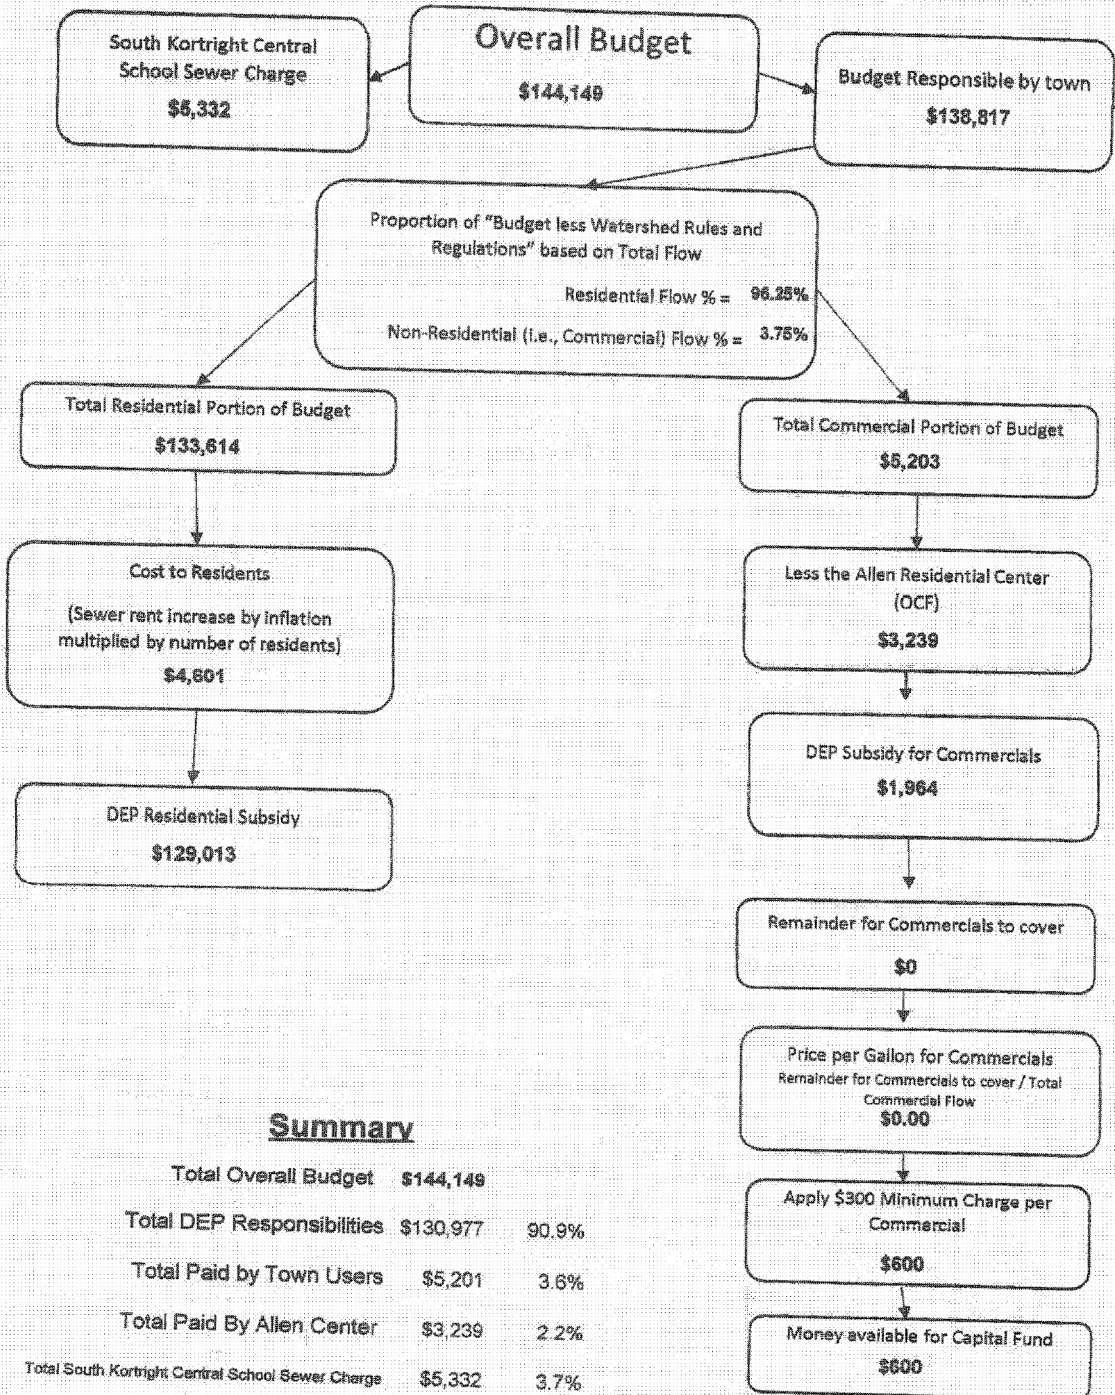 South Kortright Central
School Sewer Charge
$5,332
Overall Budget
$144,149
Budget Responsible by town
$138,817
Proportion of "Budget less Watershed Rules and
Regulations" based on Total Flow
Residential Flow % = 96.25%
Non-Residential (i.e., Commercial) Flow % = 3.75%
Total Residential Portion of Budget
$133,614
Cost to Residents
(Sewer rent increase by inflation
multiplied by number of residents)
$4,601
DEP Residential Subsidy
$129,013
Total Commercial Portion of Budget
$5,203
Less the Allen Residential Center
(OCF)
$3,239
DEP Subsidy for Commercials
$1,964
Remainder for Commercials to cover
$0
Price per Gallon for Commercials
Remainder for Commercials to cover / Total
Commercial Flow
$0.00
Apply $300 Minimum Charge per
Commercial
$600
Money available for Capital Fund
$600
Summary
Total Overall Budget $144,149
Total DEP Responsibilities $130,977 90.9%
Total Paid by Town Users $5,201 3.6%
Total Paid By Allen Center $3,239 2.2%
Total South Kortright Central School Sewer Charge $5,332 3.7%